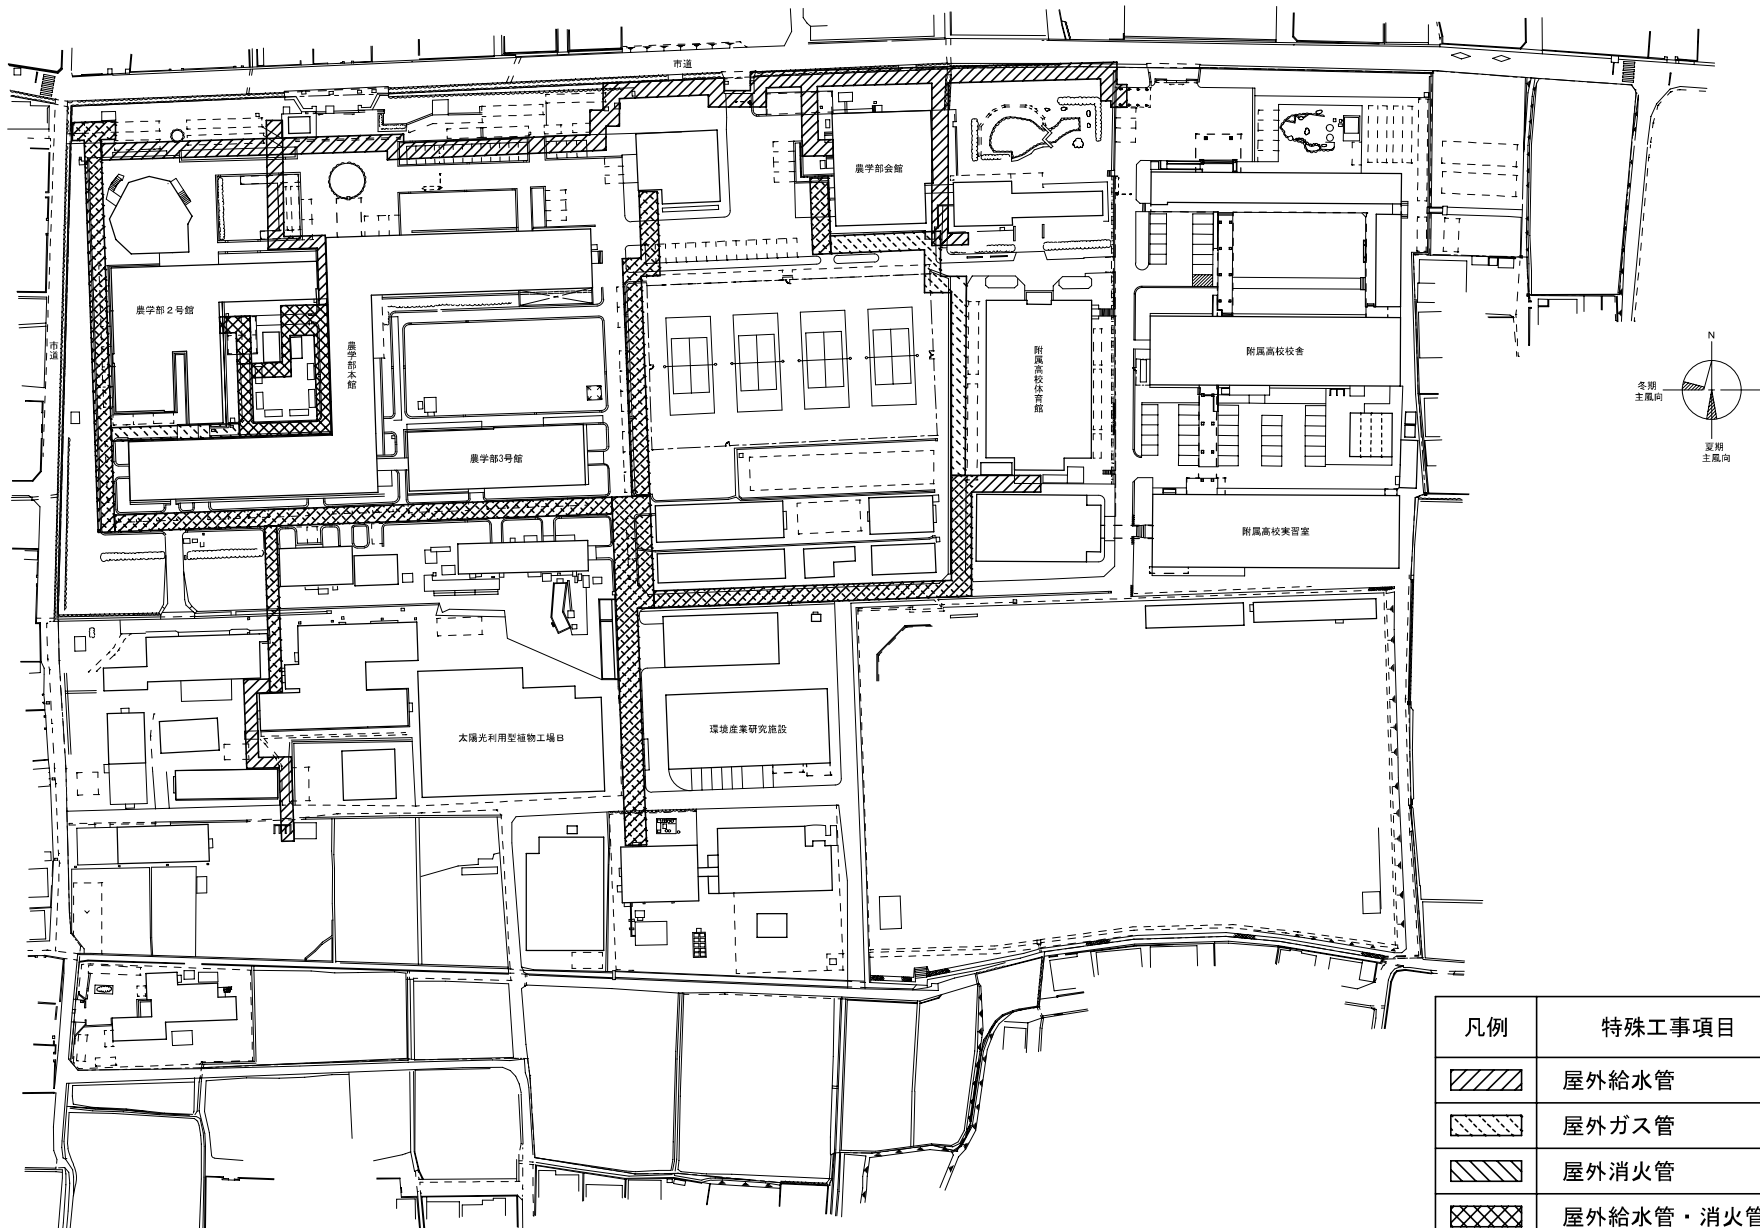 市道
農学部会館
農学部２号館
市道
農学部本館
附属高校体育館
附属高校校舎
N
冬期
主風向
夏期
主風向
農学部3号館
附属高校実習室
太陽光利用型植物工場B
環境産業研究施設
凡例
特殊工事項目
屋外給水管
屋外ガス管
屋外消火管
屋外給水管・消火管